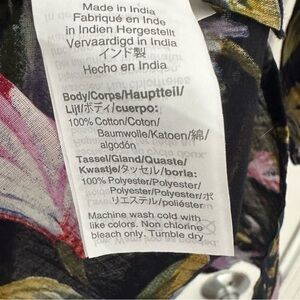 Made in India
Fabriqué en Inde
in Indien Hergestellt
Vervaardigd in India
インド製
Hecho en India
Body/Corps/Hauptteil/
Lijf/ボディ/cuerpo:
100% Cotton/Coton/
Baumwolle/Katoen/綿/
algodón
Tassel/Gland/Quaste/
Kwastje/タッセル/borla:
100% Polyester/Polyester/
Polyester/Polyester/ポ
リエステル/poliéster
Machine wash cold with
like colors. Non chlorine
bleach only. Tumble dry